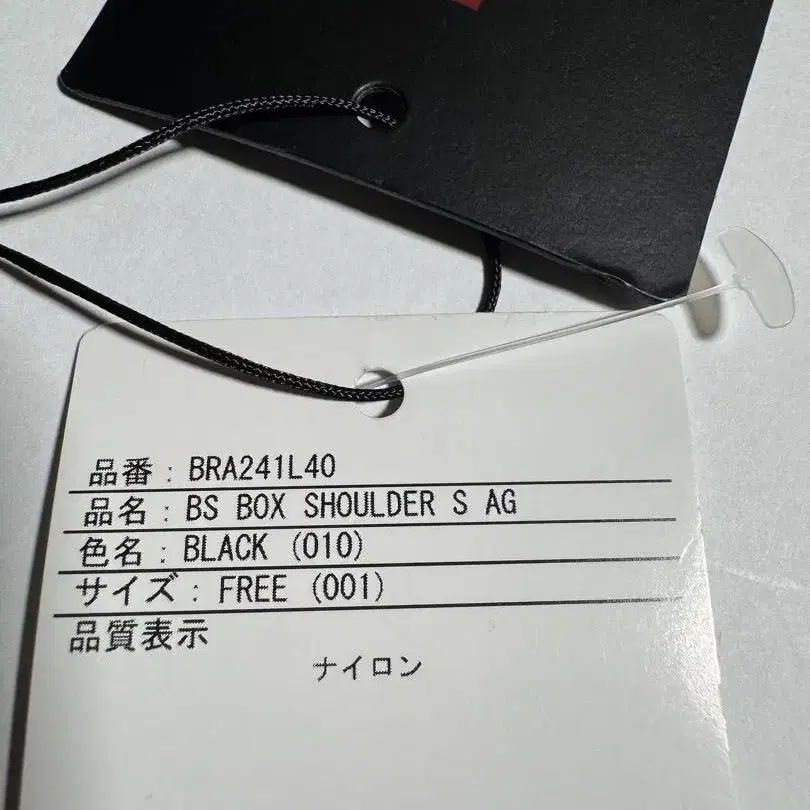 品番：BRA241L40
品名：BS BOX SHOULDER S AG
色名：BLACK (010)
サイズ：FREE (001)
品質表示
ナイロン